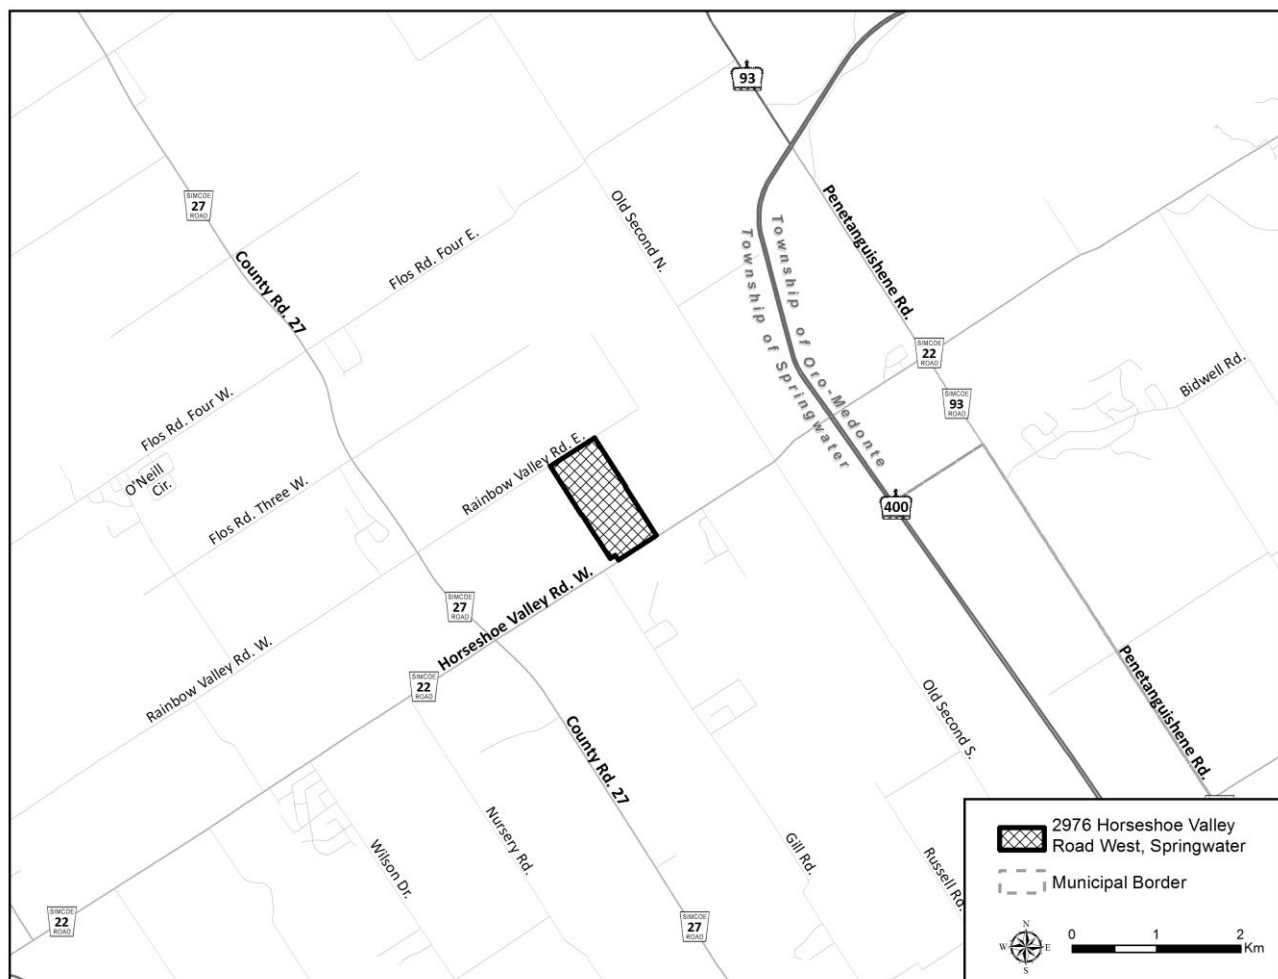 93
SIMCOE
27
ROAD
Old Second N.
Penetanguishene Rd.
Flos Rd. Four E.
County Rd. 27
Township of Oro-Medonte
Township of Springwater
SIMCOE
22
ROAD
Bidwell Rd.
SIMCOE
93
ROAD
Flos Rd. Four W.
Rainbow Valley Rd. E.
O'Neill
Cir.
Flos Rd. Three W.
400
SIMCOE
27
ROAD
Horseshoe Valley Rd. W.
Rainbow Valley Rd. W.
SIMCOE
22
ROAD
Penetanguishene Rd.
Old Second S.
County Rd. 27
Nursery Rd.
Wilson Dr.
Gill Rd.
Russell Rd.
SIMCOE
22
ROAD
SIMCOE
27
ROAD
2976 Horseshoe Valley
Road West, Springwater
Municipal Border
N
W E
S
0 1 2
Km